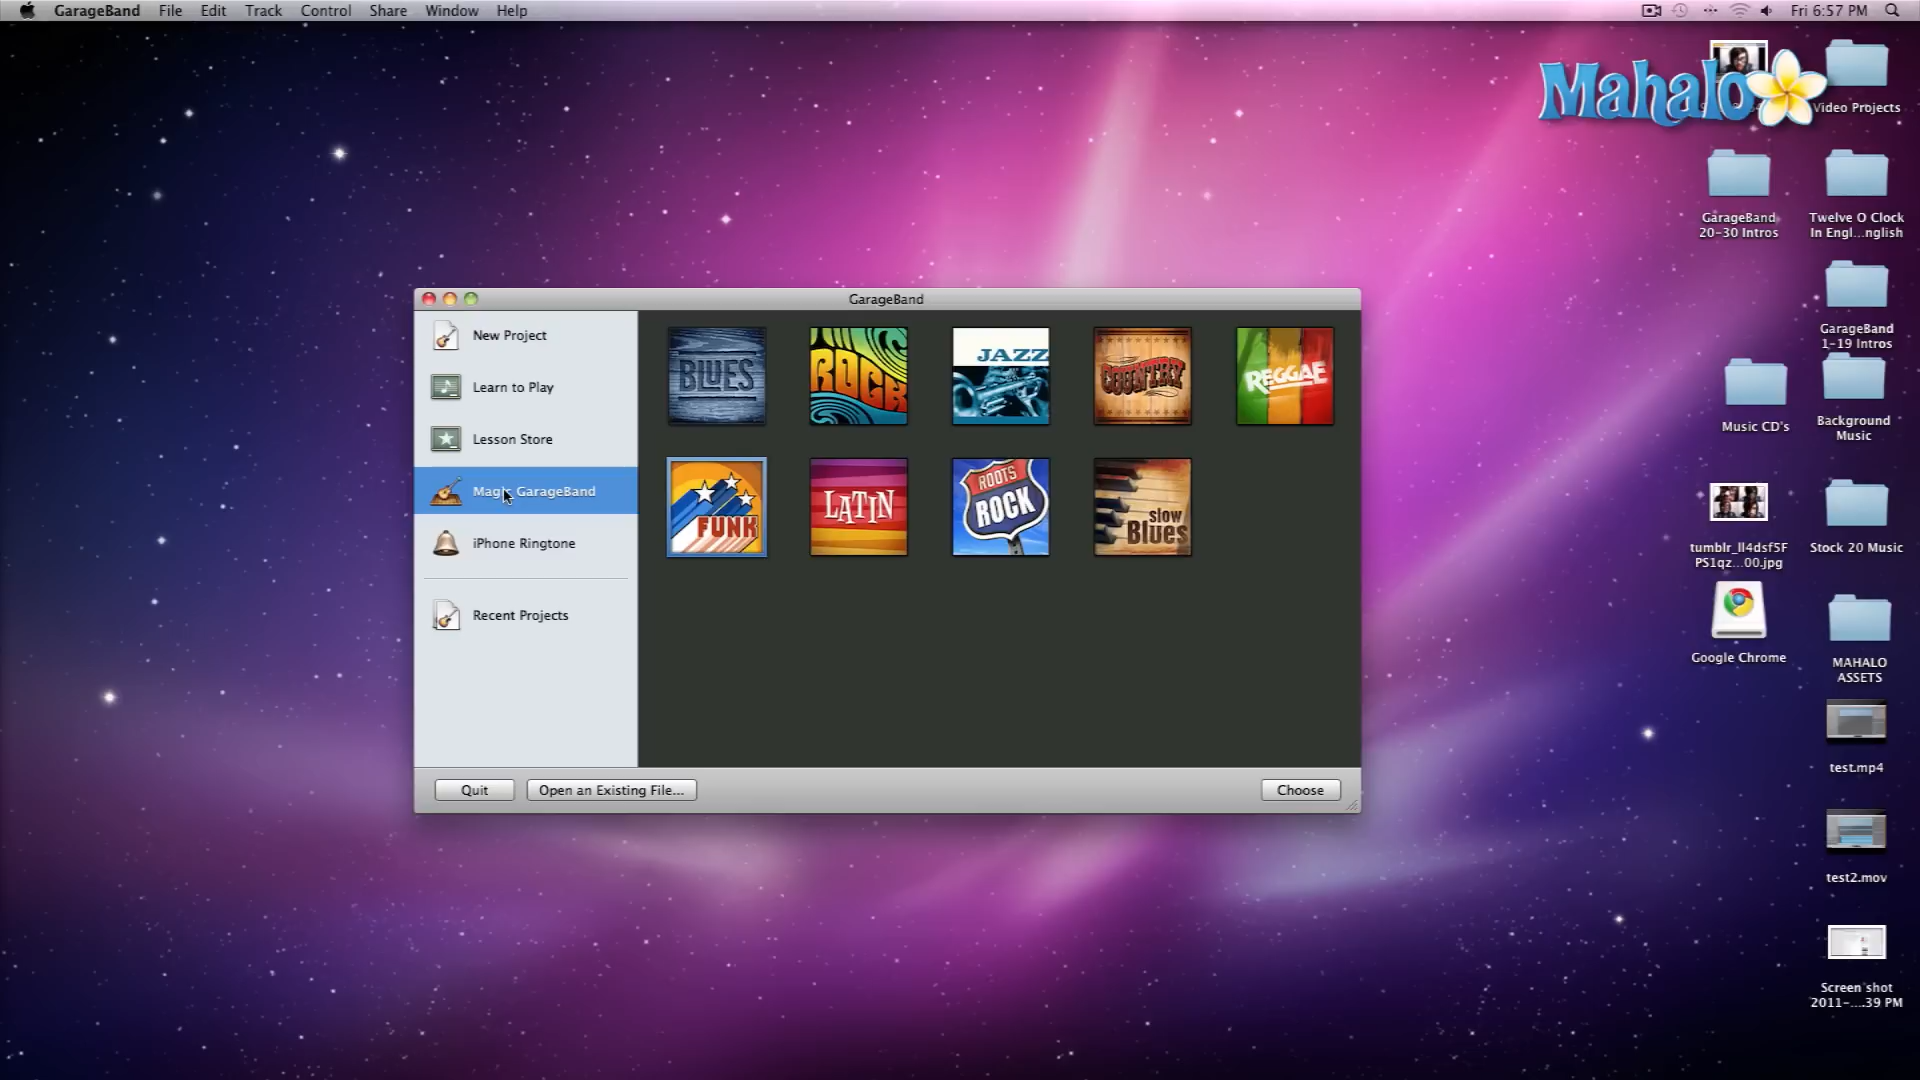 GarageBand File Edit Track Control Share Window Help
Fri 6:57 PM
Mahalo
Video Projects
GarageBand
20-30 Intros
Twelve O Clock
In Engl...nglish
GarageBand
1-19 Intros
Music CD's
Background
Music
tumblr_ll4dsf5F
PS1qz...00.jpg
Stock 20 Music
Google Chrome
MAHALO
ASSETS
test.mp4
test2.mov
Screen shot
2011-....39 PM
GarageBand
New Project
Learn to Play
Lesson Store
Magic GarageBand
iPhone Ringtone
Recent Projects
BLUES
ROCK
JAZZ
COUNTRY
REGGAE
FUNK
LATIN
ROOTS
ROCK
slow
Blues
Quit
Open an Existing File...
Choose